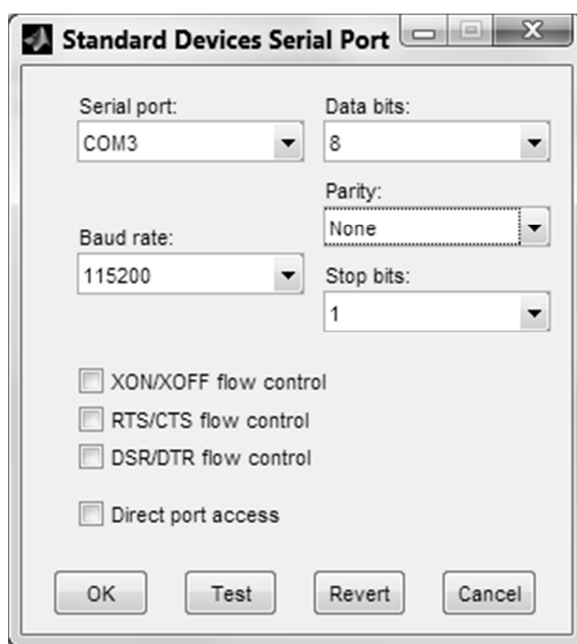 Standard Devices Serial Port
Serial port:
COM3
Data bits:
8
Parity:
None
Baud rate:
115200
Stop bits:
1
XON/XOFF flow control
RTS/CTS flow control
DSR/DTR flow control
Direct port access
OK
Test
Revert
Cancel